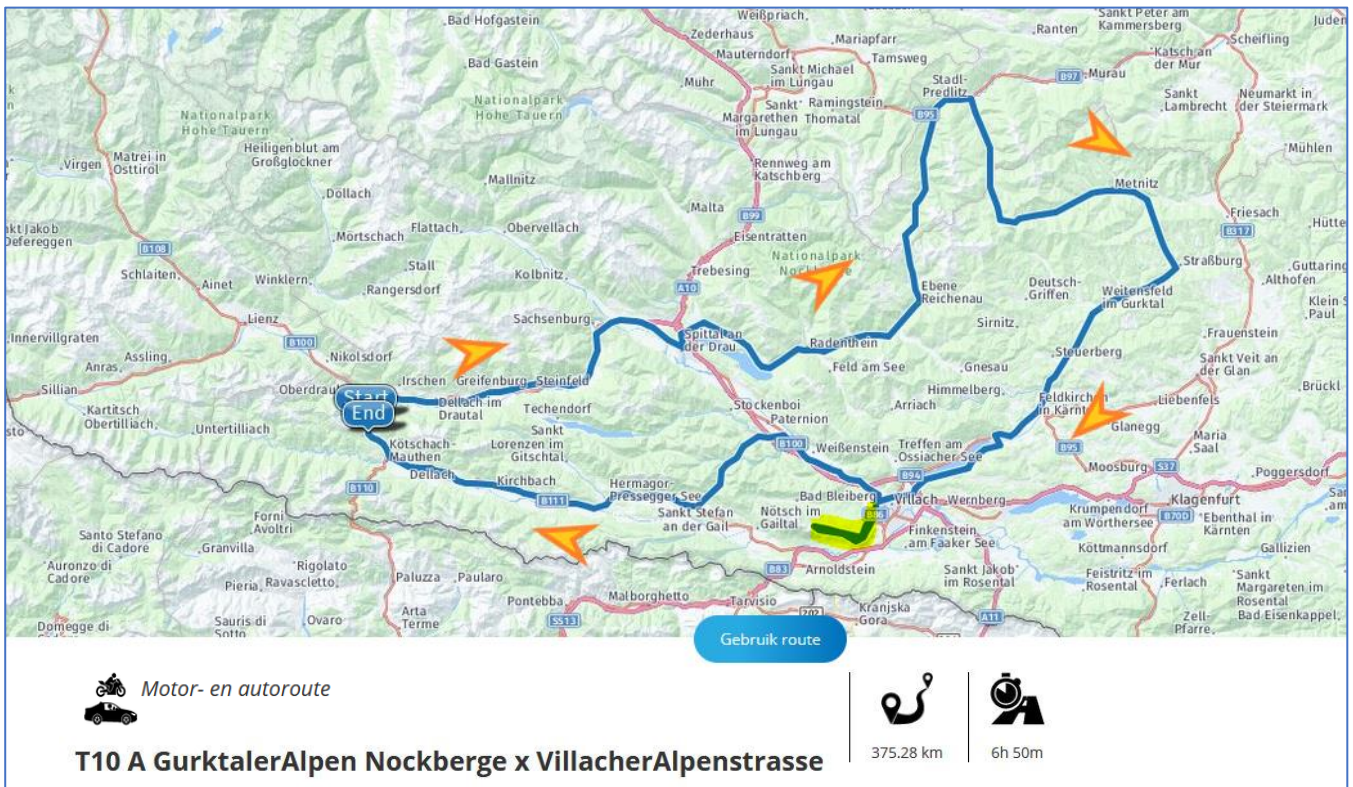 Weißpriach,
Sankt Peter am
Kammersberg
Juden
Bad Hofgastein
Zederhaus
Mariapfarr
Ranten
Scheifling
Mauterndorf
Tamsweg
Katsch an
der Mur
Bad Gastein
Sankt Michael
im Lungau
Stadl-
Predlitz
B97
Murau
Muhr
Nationalpark
Hohe Tauern
Sankt
Margarethen
im Lungau
Ramingstein
Thomatal
B95
Sankt
Lambrecht
Neumarkt in
der Steiermark
Nationalpark
Hohe Tauern
Heiligenblut am
Großglockner
Mühlen
Virgen
Matrei in
Osttirol
Rennweg am
Katschberg
Mallnitz
Metnitz
Döllach
Malta
B99
Friesach
Hütte
nkt Jakob
Defereggen
Mörtschach
Flattach
Obervellach
Eisentratten
B317
B108
Nationalpark
Straßburg
Schlaiten
Ainet
Winklern
Stall
Kolbnitz
Trebesing
Guttaring
Althofen
Rangersdorf
A10
Ebene
Reichenau
Deutsch-
Griffen
Weitensfeld
im Gurktal
Klein S
Paul
Lienz
Sachsenburg
Spittal an
der Drau
Sirnitz
Innervillgraten
B100
Radenthein
Frauenstein
Assling
Anras
Nikolsdorf
Steuerberg
Sankt Veit an
der Glan
Feld am See
Gnesau
Sillian
Oberdrau
Start
End
Irschen
Greifenburg
Steinfeld
Himmelberg
Brückl
Kartitsch
Obertilliach
Dellach im
Drautal
Techendorf
Stockenboi
Arriach
Feldkirchen
in Kärnten
Liebenfels
Untertilliach
Paternion
Glanegg
Kötschach-
Mauthen
Sankt
Lorenzen im
Gitschtal
B100
Weißenstein
Treffen am
Ossiacher See
B95
Maria
Saal
Dellach
Kirchbach
Hermagor-
Pressegger See
B94
Moosburg
S37
Poggersdorf
B110
B111
Sankt Stefan
an der Gail
Bad Bleiberg
Villach
Wernberg
Klagenfurt
Nötsch im
Gailtal
B86
Krumpendorf
am Wörthersee
B70D
Ebenthal in
Kärnten
Forni
Avoltri
Santo Stefano
di Cadore
Granvilla
Finkenstein
am Faaker See
Köttmannsdorf
Gallizien
Auronzo di
Cadore
Rigolato
Paluzza
Paularo
B83
Arnoldstein
Sankt Jakob
im Rosental
Feistritz im
Rosental
Ferlach
Sankt
Margareten im
Rosental
Pieria
Ravascletto
Pontebba
Malborghetto
Tarvisio
Bad Eisenkappel
Sauris di
Sotto
Ovaro
Arta
Terme
SS13
Kranjska
Gora
A11
Zell-
Pfarre
Domegge di
Gebruik route
Motor- en autoroute
T10 A GurktalerAlpen Nockberge x VillacherAlpenstrasse
375.28 km
6h 50m